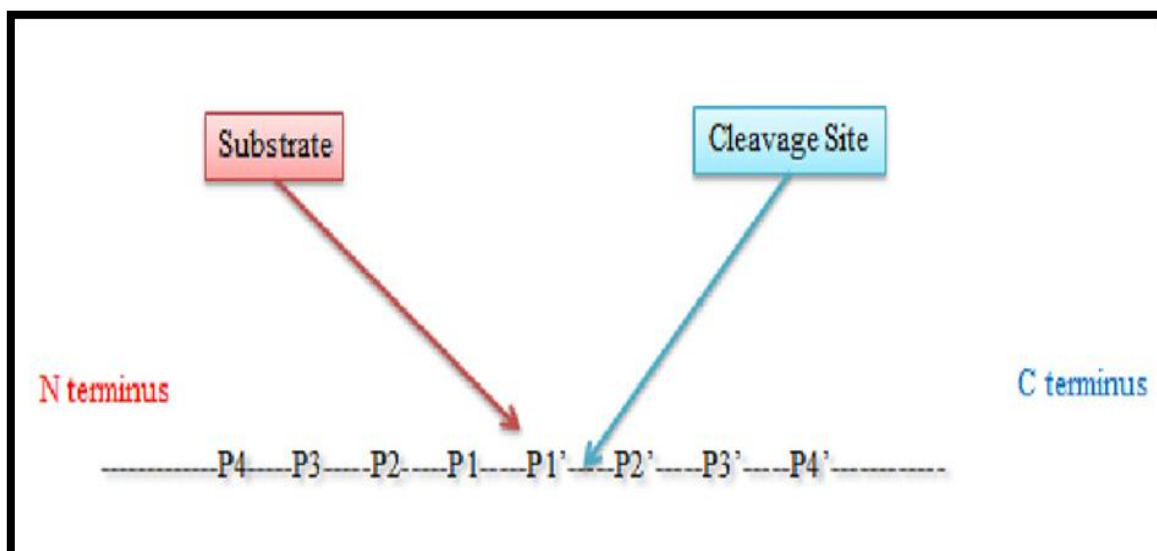 Substrate
Cleavage Site
N terminus
C terminus
-------------P4-----P3-----P2-----P1-----P1’-----P2’-----P3’-----P4’-------------